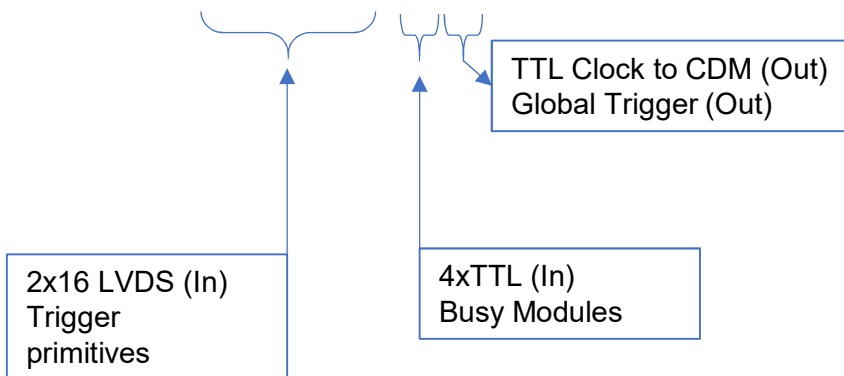 TTL Clock to CDM (Out)
Global Trigger (Out)
2x16 LVDS (In)
Trigger
primitives
4xTTL (In)
Busy Modules